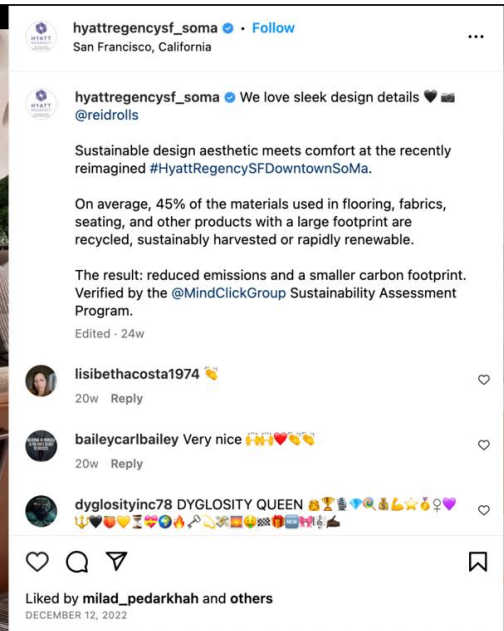 hyattregencysf_soma • Follow
San Francisco, California
hyattregencysf_soma We love sleek design details 🖤 📷
@reidrolls
Sustainable design aesthetic meets comfort at the recently
reimagined #HyattRegencySFDowntownSoMa.
On average, 45% of the materials used in flooring, fabrics,
seating, and other products with a large footprint are
recycled, sustainably harvested or rapidly renewable.
The result: reduced emissions and a smaller carbon footprint.
Verified by the @MindClickGroup Sustainability Assessment
Program.
Edited · 24w
lisibethacosta1974 👏
20w Reply
baileycarlbailey Very nice 🙌🙌❤️👏👏
20w Reply
dyglosityinc78 DYGLOSITY QUEEN
Liked by milad_pedarkhah and others
DECEMBER 12, 2022